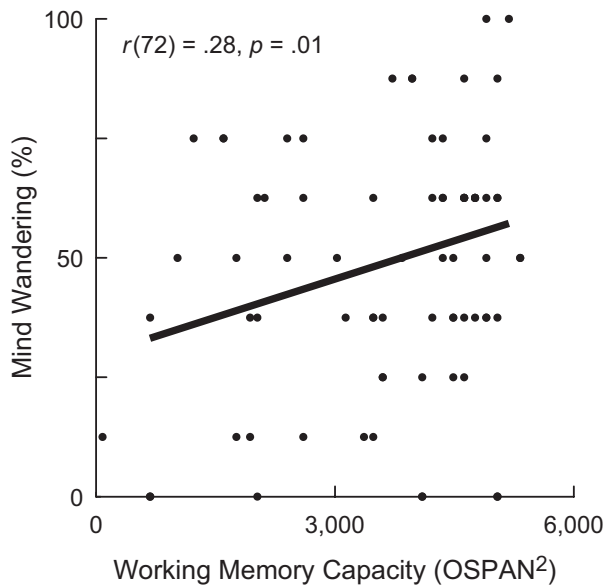 100
r(72) = .28, p = .01
Mind Wandering (%)
50
0
0
3,000
6,000
Working Memory Capacity (OSPAN²)